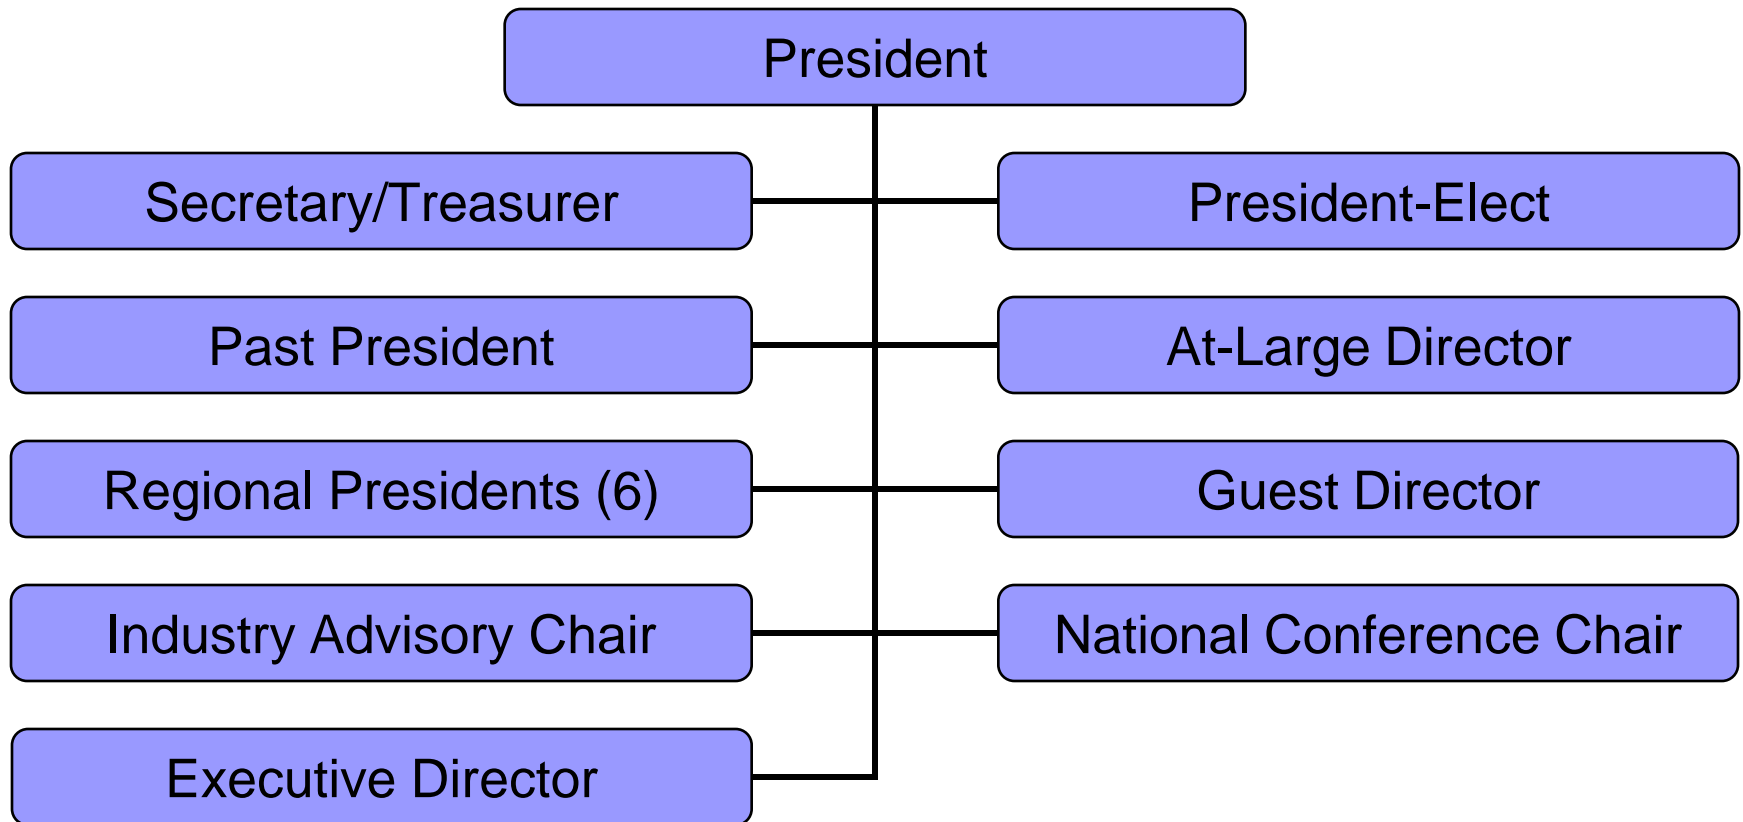 President
Secretary/Treasurer
President-Elect
Past President
At-Large Director
Regional Presidents (6)
Guest Director
Industry Advisory Chair
National Conference Chair
Executive Director